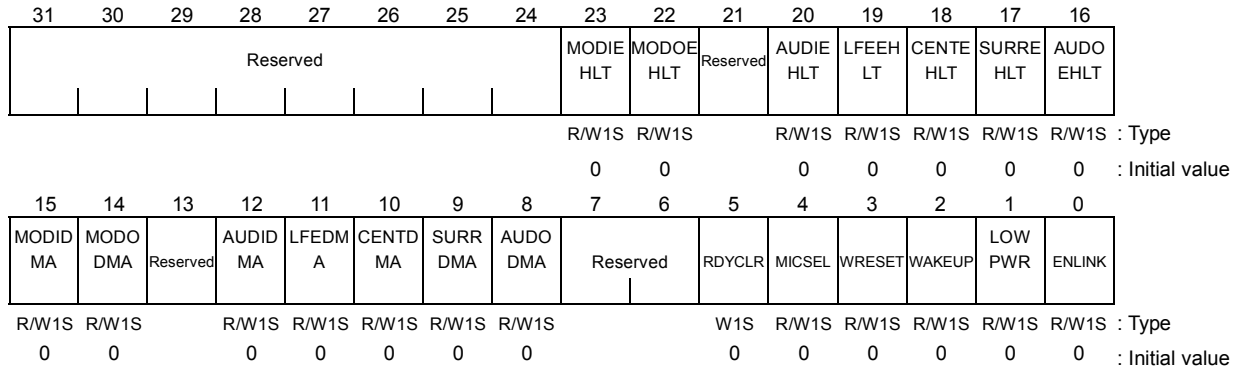 31 30 29 28 27 26 25 24 23 22 21 20 19 18 17 16
Reserved MODIE HLT MODOE HLT Reserved AUDIE HLT LFEEH LT CENTE HLT SURRE HLT AUDO EHLT
R/W1S R/W1S R/W1S R/W1S R/W1S R/W1S R/W1S : Type
0 0 0 0 0 0 0 : Initial value
15 14 13 12 11 10 9 8 7 6 5 4 3 2 1 0
MODID MA MODO DMA Reserved AUDID MA LFEDM A CENTD MA SURR DMA AUDO DMA Reserved RDYCLR MICSEL WRESET WAKEUP LOW PWR ENLINK
R/W1S R/W1S R/W1S R/W1S R/W1S R/W1S R/W1S W1S R/W1S R/W1S R/W1S R/W1S R/W1S : Type
0 0 0 0 0 0 0 0 0 0 0 0 0 : Initial value